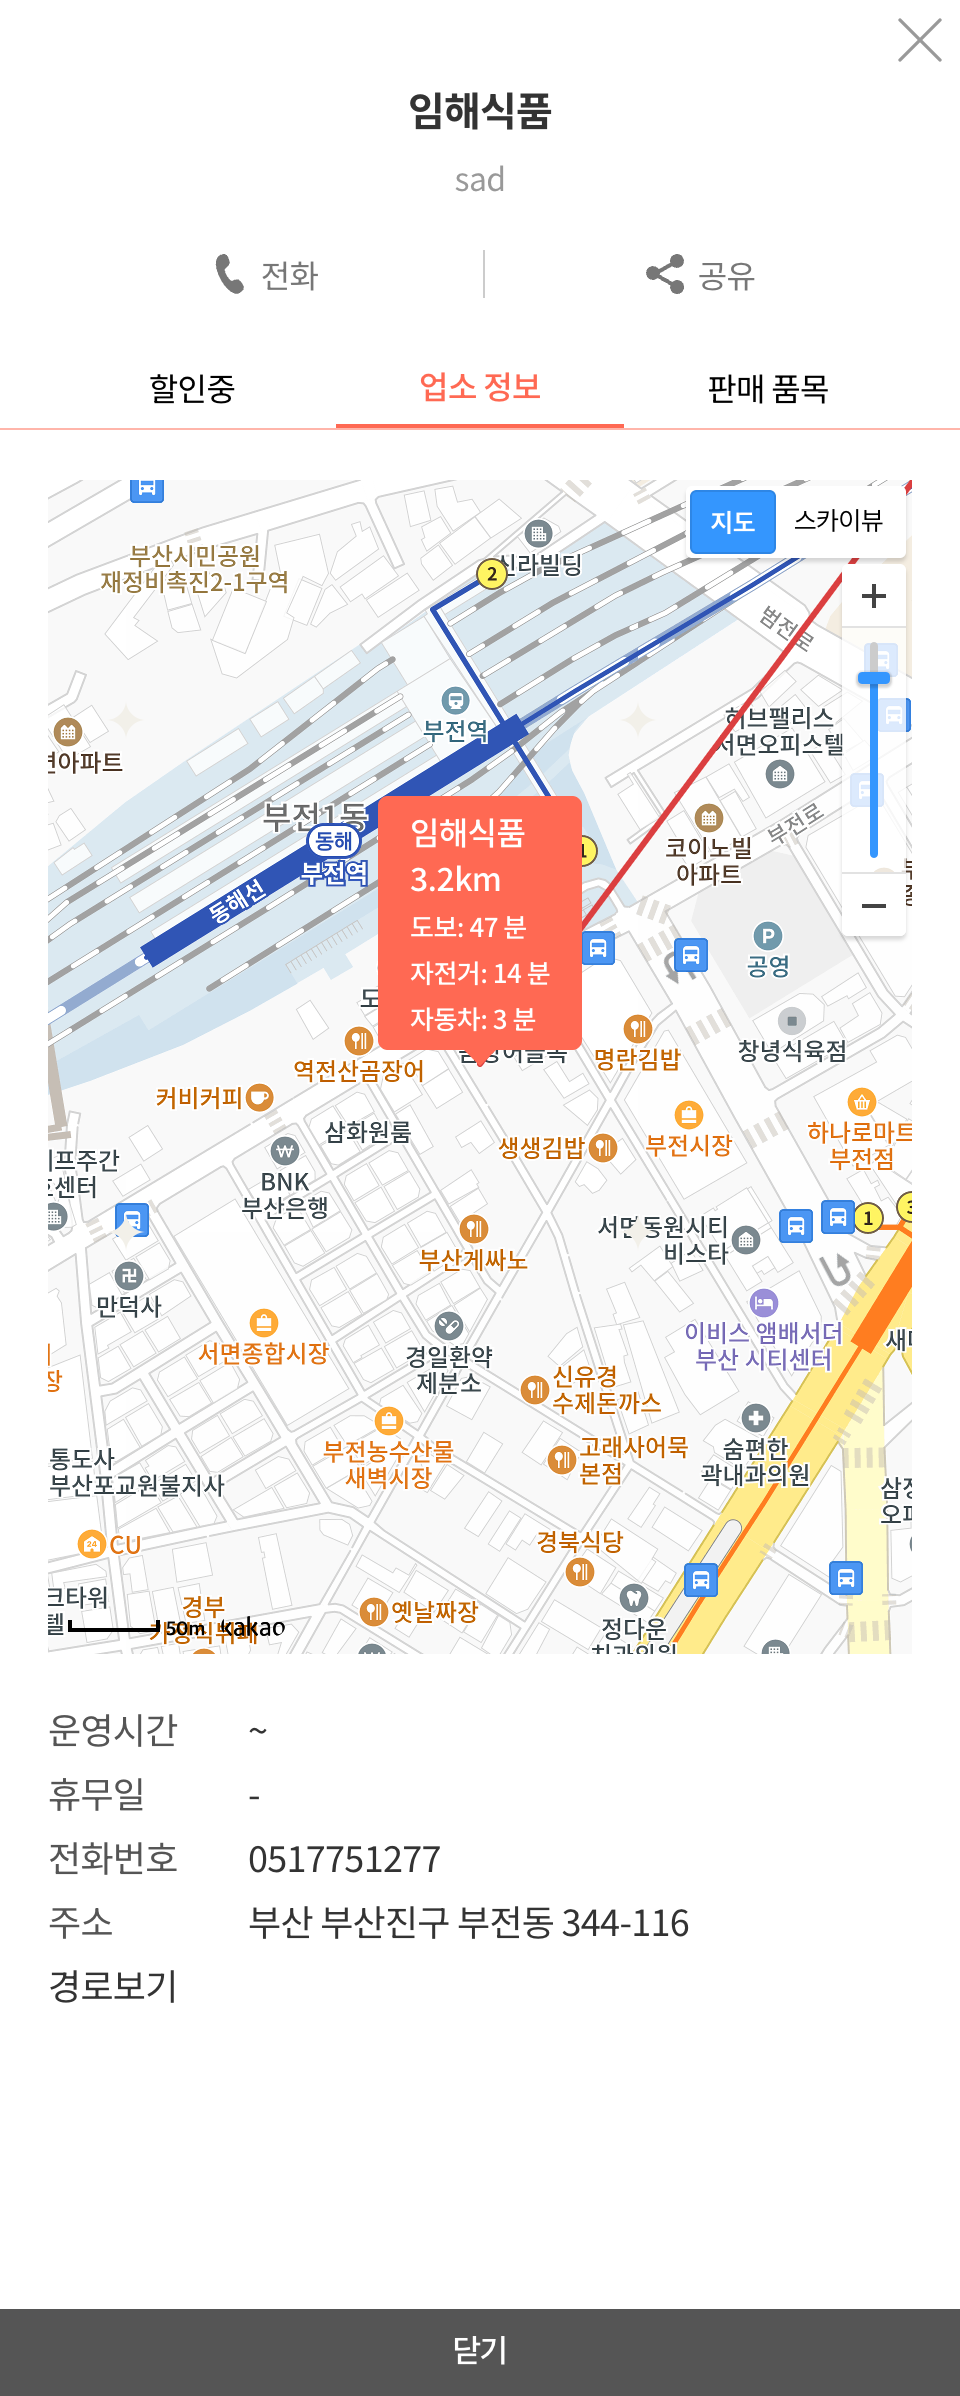 임해식품
sad
전화
공유
할인중
업소 정보
판매 품목
지도
스카이뷰
부산시민공원
재정비촉진2-1구역
2
신라빌딩
범전로
부전역
허브팰리스
서면오피스텔
부전1동
동해
부전역
동해선
코이노빌
아파트
부전로
임해식품
3.2km
도보: 47 분
자전거: 14 분
자동차: 3 분
1
P
공영
역전산곰장어
명란김밥
창녕식육점
커비커피
삼화원룸
생생김밥
부전시장
하나로마트
부전점
BNK
부산은행
부산게싸노
서면동원시티
비스타
1
만덕사
서면종합시장
경일환약
제분소
이비스 앰배서더
부산 시티센터
신유경
수제돈까스
부전농수산물
새벽시장
고래사어묵
본점
숨편한
곽내과의원
통도사
부산포교원불지사
24
CU
경북식당
옛날짜장
정다운
치과의원
경부
50m
kakao
운영시간 ~
휴무일 -
전화번호 0517751277
주소 부산 부산진구 부전동 344-116
경로보기
닫기